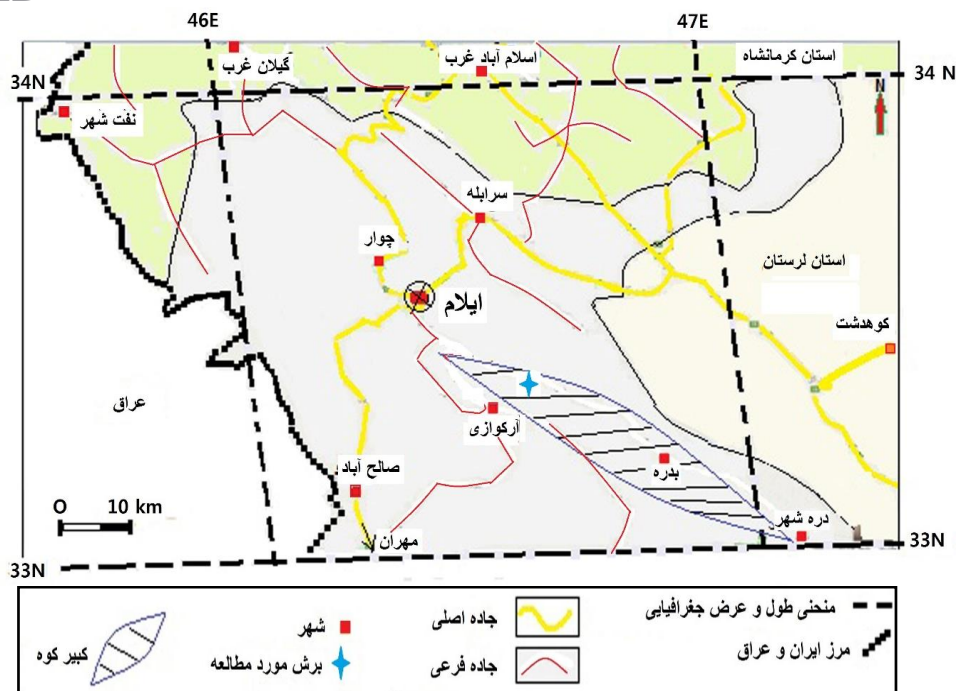 46E
47E
گیلان غرب
اسلام آباد غرب
استان کرمانشاه
34N
34 N
N
نفت شهر
سرابله
چوار
استان لرستان
ایلام
کوهدشت
عراق
آرکوازی
بدره
صالح آباد
O 10 km
دره شهر
مهران
33N
33N
منحنی طول و عرض جغرافیایی
جاده اصلی
شهر
مرز ایران و عراق
جاده فرعی
برش مورد مطالعه
کبیر کوه